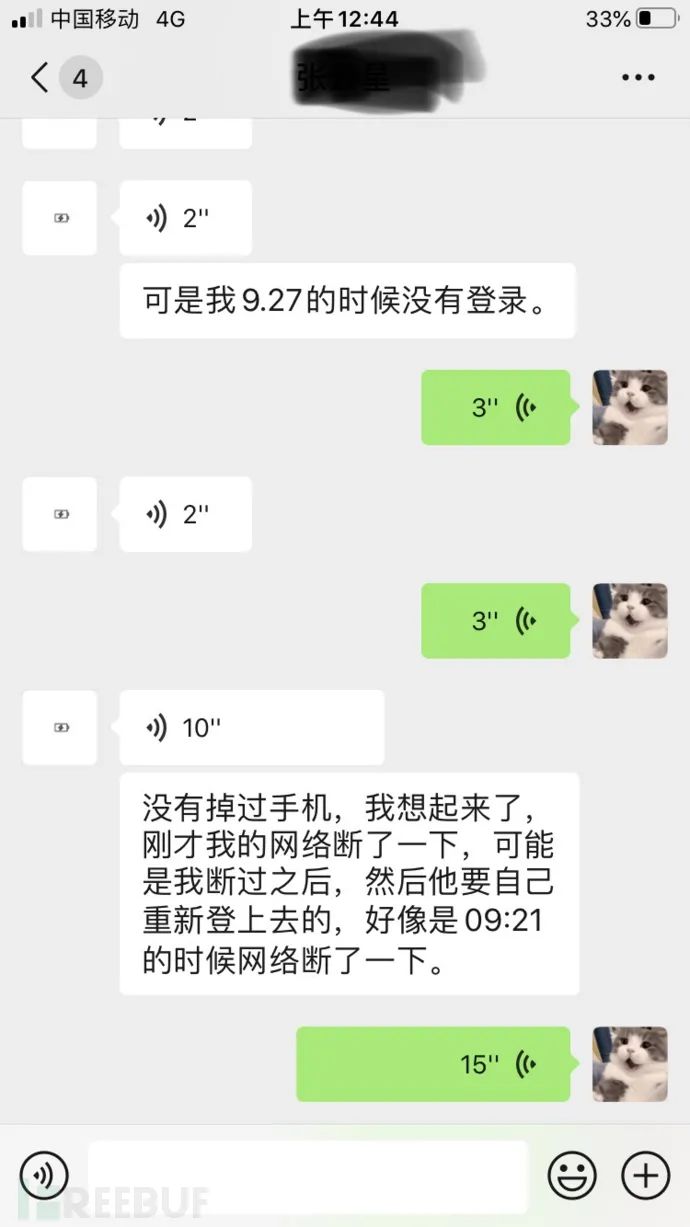 中国移动 4G 上午12:44 33%
4 张 呈
2''
2''
可是我9.27的时候没有登录。
3''
2''
3''
10''
没有掉过手机，我想起来了，
刚才我的网络断了一下，可能
是我断过之后，然后他要自己
重新登上去的，好像是09:21
的时候网络断了一下。
15''
REEBUF